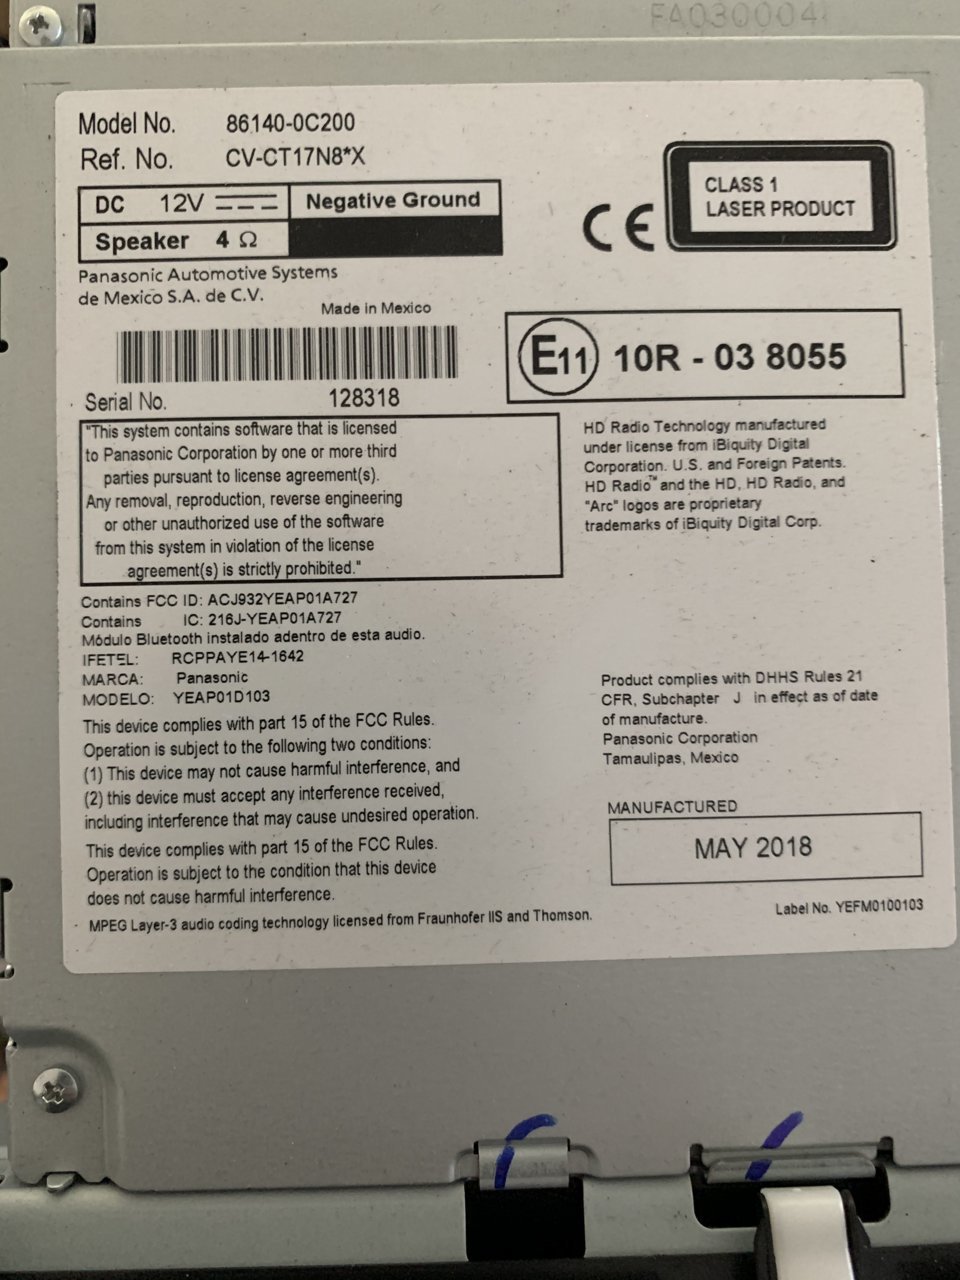 FA030004
Model No. 86140-0C200
Ref. No. CV-CT17N8*X
DC 12V
Negative Ground
Speaker 4 Ω
CE
CLASS 1
LASER PRODUCT
Panasonic Automotive Systems
de Mexico S.A. de C.V.
Made in Mexico
Serial No. 128318
E11 10R - 03 8055
"This system contains software that is licensed
to Panasonic Corporation by one or more third
parties pursuant to license agreement(s).
Any removal, reproduction, reverse engineering
or other unauthorized use of the software
from this system in violation of the license
agreement(s) is strictly prohibited."
HD Radio Technology manufactured
under license from iBiquity Digital
Corporation. U.S. and Foreign Patents.
HD Radio™ and the HD, HD Radio, and
"Arc" logos are proprietary
trademarks of iBiquity Digital Corp.
Contains FCC ID: ACJ932YEAP01A727
Contains IC: 216J-YEAP01A727
Módulo Bluetooth instalado adentro de esta audio.
IFETEL: RCPPAYE14-1642
MARCA: Panasonic
MODELO: YEAP01D103
This device complies with part 15 of the FCC Rules.
Operation is subject to the following two conditions:
(1) This device may not cause harmful interference, and
(2) this device must accept any interference received,
including interference that may cause undesired operation.
This device complies with part 15 of the FCC Rules.
Operation is subject to the condition that this device
does not cause harmful interference.
MPEG Layer-3 audio coding technology licensed from Fraunhofer IIS and Thomson.
Product complies with DHHS Rules 21
CFR, Subchapter J in effect as of date
of manufacture.
Panasonic Corporation
Tamaulipas, Mexico
MANUFACTURED
MAY 2018
Label No. YEFM0100103